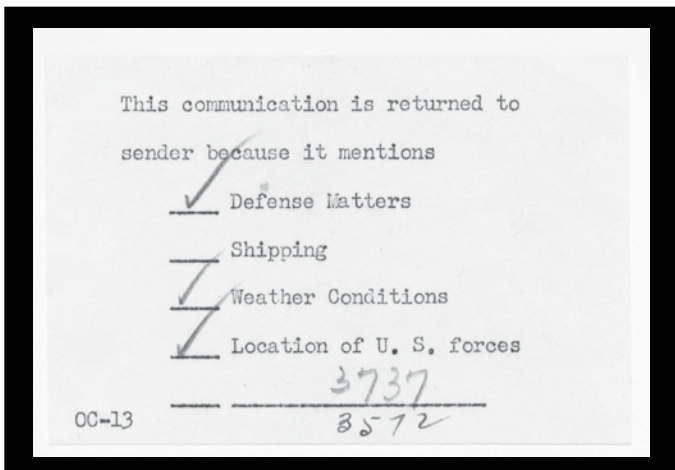 This communication is returned to
sender because it mentions
✓ Defense Matters
Shipping
✓ Weather Conditions
✓ Location of U. S. forces
3737
OC-13
3572